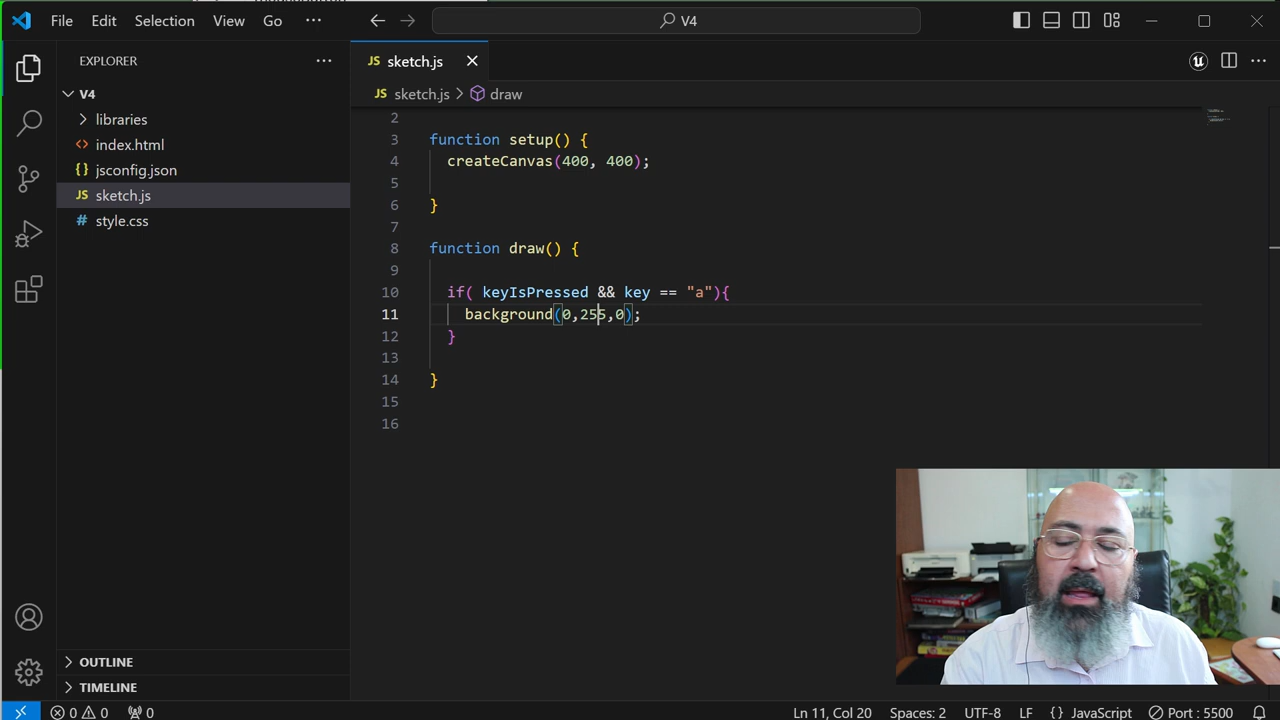 File Edit Selection View Go ···
V4
EXPLORER
V4
libraries
index.html
jsconfig.json
sketch.js
style.css
OUTLINE
TIMELINE
JS sketch.js
JS sketch.js > draw
2
3 function setup() {
4 createCanvas(400, 400);
5
6 }
7
8 function draw() {
9
10 if( keyIsPressed && key == "a"){
11 background(0,255,0);
12 }
13
14 }
15
16
0 0 0 Ln 11, Col 20 Spaces: 2 UTF-8 LF {} JavaScript Port : 5500